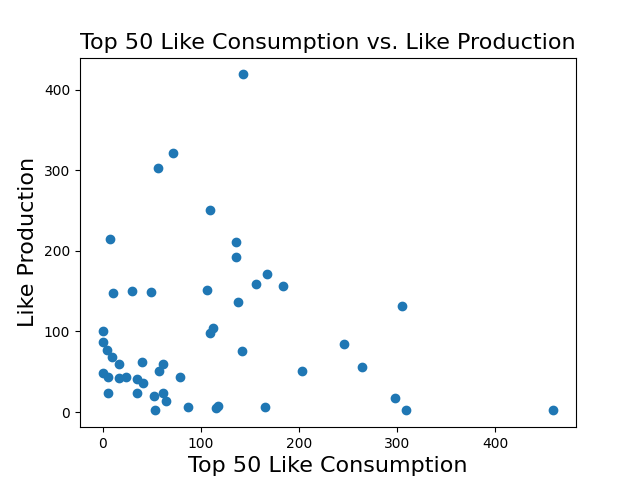 Top 50 Like Consumption vs. Like Production
400
300
200
100
0
Like Production
0 100 200 300 400
Top 50 Like Consumption